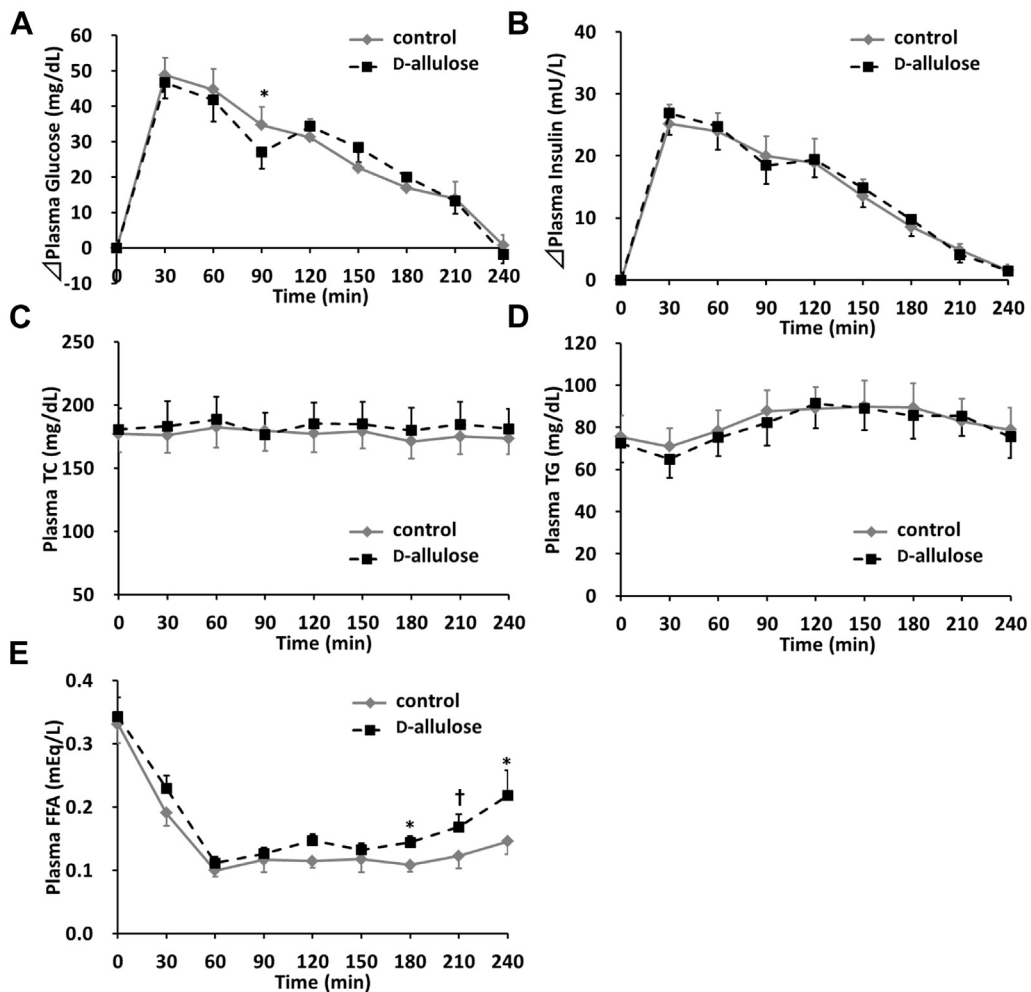 A
⊿Plasma Glucose (mg/dL)
60
50
40
30
20
10
0
-10
*
control
D-allulose
0 30 60 90 120 150 180 210 240
Time (min)
B
⊿Plasma Insulin (mU/L)
40
30
20
10
0
control
D-allulose
0 30 60 90 120 150 180 210 240
Time (min)
C
Plasma TC (mg/dL)
250
200
150
100
50
control
D-allulose
0 30 60 90 120 150 180 210 240
Time (min)
D
Plasma TG (mg/dL)
120
100
80
60
40
20
0
control
D-allulose
0 30 60 90 120 150 180 210 240
Time (min)
E
Plasma FFA (mEq/L)
0.4
0.3
0.2
0.1
0.0
control
D-allulose
* † *
0 30 60 90 120 150 180 210 240
Time (min)